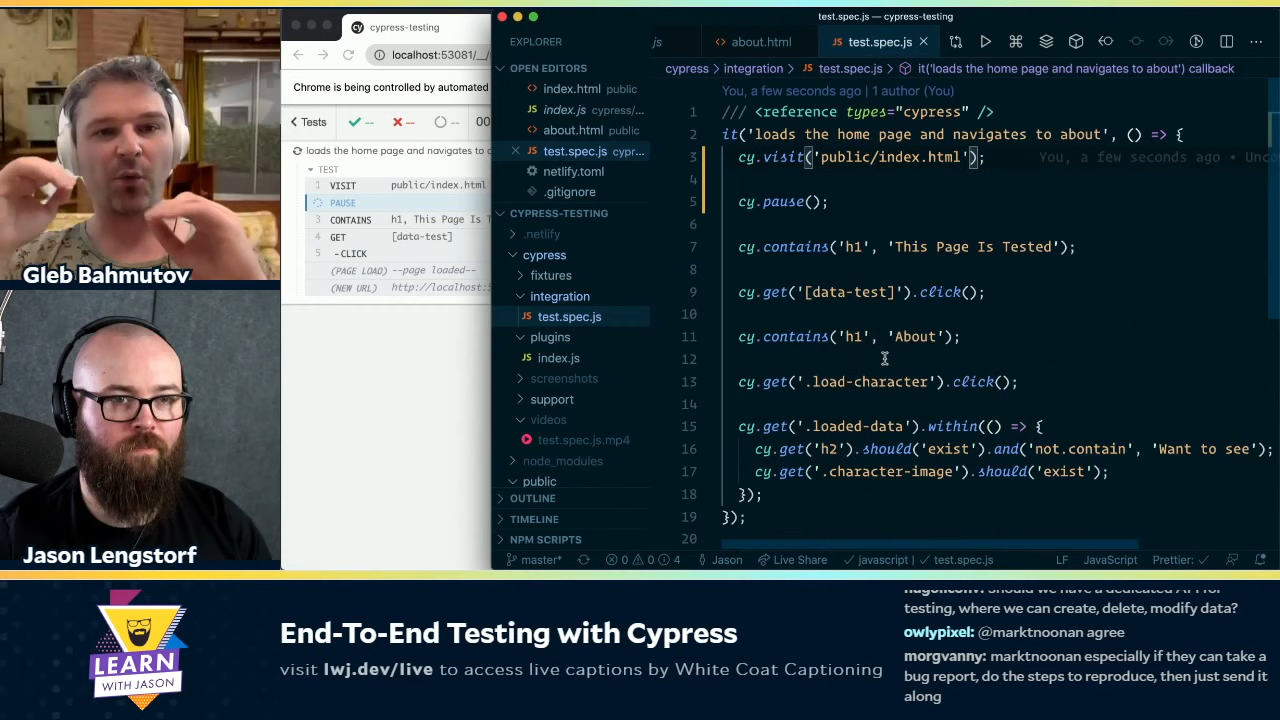 Gleb Bahmutov
Jason Lengstorf
cypress-testing
localhost:53081/__/
Chrome is being controlled by automated
Tests
--
--
--
00
loads the home page and navigates to
TEST
1 VISIT public/index.html
PAUSE
3 CONTAINS h1, This Page Is T
4 GET [data-test]
5 -CLICK
(PAGE LOAD) --page loaded--
(NEW URL) http://localhost:5
test.spec.js — cypress-testing
EXPLORER
OPEN EDITORS
index.html public
index.js cypress/...
about.html public
test.spec.js cypr...
netlify.toml
.gitignore
CYPRESS-TESTING
.netlify
cypress
fixtures
integration
test.spec.js
plugins
index.js
screenshots
support
videos
test.spec.js.mp4
node_modules
public
OUTLINE
TIMELINE
NPM SCRIPTS
js
about.html
test.spec.js
cypress > integration > test.spec.js > it('loads the home page and navigates to about') callback
You, a few seconds ago | 1 author (You)
1 /// <reference types="cypress" />
2 it('loads the home page and navigates to about', () => {
3 cy.visit('public/index.html'); You, a few seconds ago • Unco
4
5 cy.pause();
6
7 cy.contains('h1', 'This Page Is Tested');
8
9 cy.get('[data-test]').click();
10
11 cy.contains('h1', 'About');
12
13 cy.get('.load-character').click();
14
15 cy.get('.loaded-data').within(() => {
16 cy.get('h2').should('exist').and('not.contain', 'Want to see');
17 cy.get('.character-image').should('exist');
18 });
19 });
20
master* 0 0 4 Jason Live Share javascript | test.spec.js LF JavaScript Prettier:
LEARN
WITH JASON
End-To-End Testing with Cypress
visit lwj.dev/live to access live captions by White Coat Captioning
testing, where we can create, delete, modify data?
owlypixel: @marktnoonan agree
morgvanny: marktnoonan especially if they can take a
bug report, do the steps to reproduce, then just send it
along